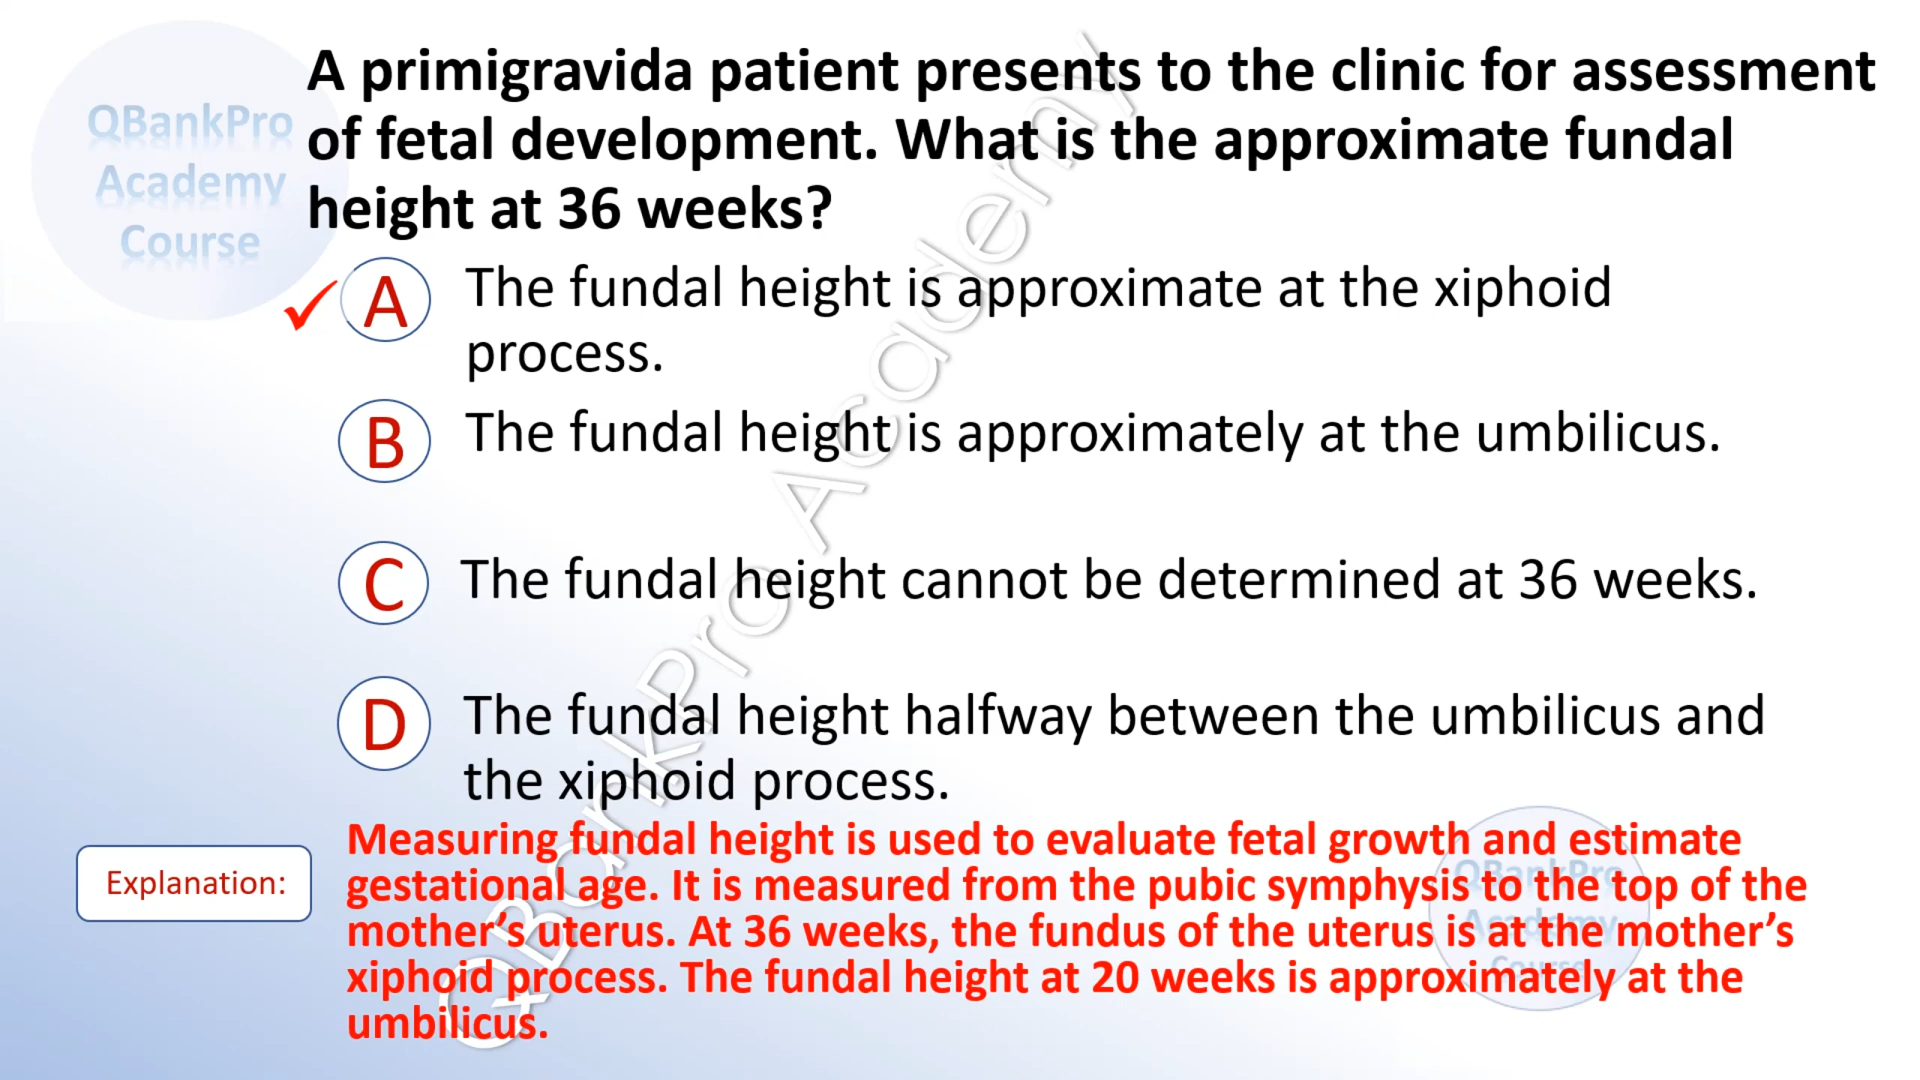 QBankPro
Academy
Course
A primigravida patient presents to the clinic for assessment
of fetal development. What is the approximate fundal
height at 36 weeks?
A
The fundal height is approximate at the xiphoid
process.
B
The fundal height is approximately at the umbilicus.
C
The fundal height cannot be determined at 36 weeks.
D
The fundal height halfway between the umbilicus and
the xiphoid process.
Explanation:
Measuring fundal height is used to evaluate fetal growth and estimate
gestational age. It is measured from the pubic symphysis to the top of the
mother’s uterus. At 36 weeks, the fundus of the uterus is at the mother’s
xiphoid process. The fundal height at 20 weeks is approximately at the
umbilicus.
QBankPro
Academy
Course
QBankPro Academy